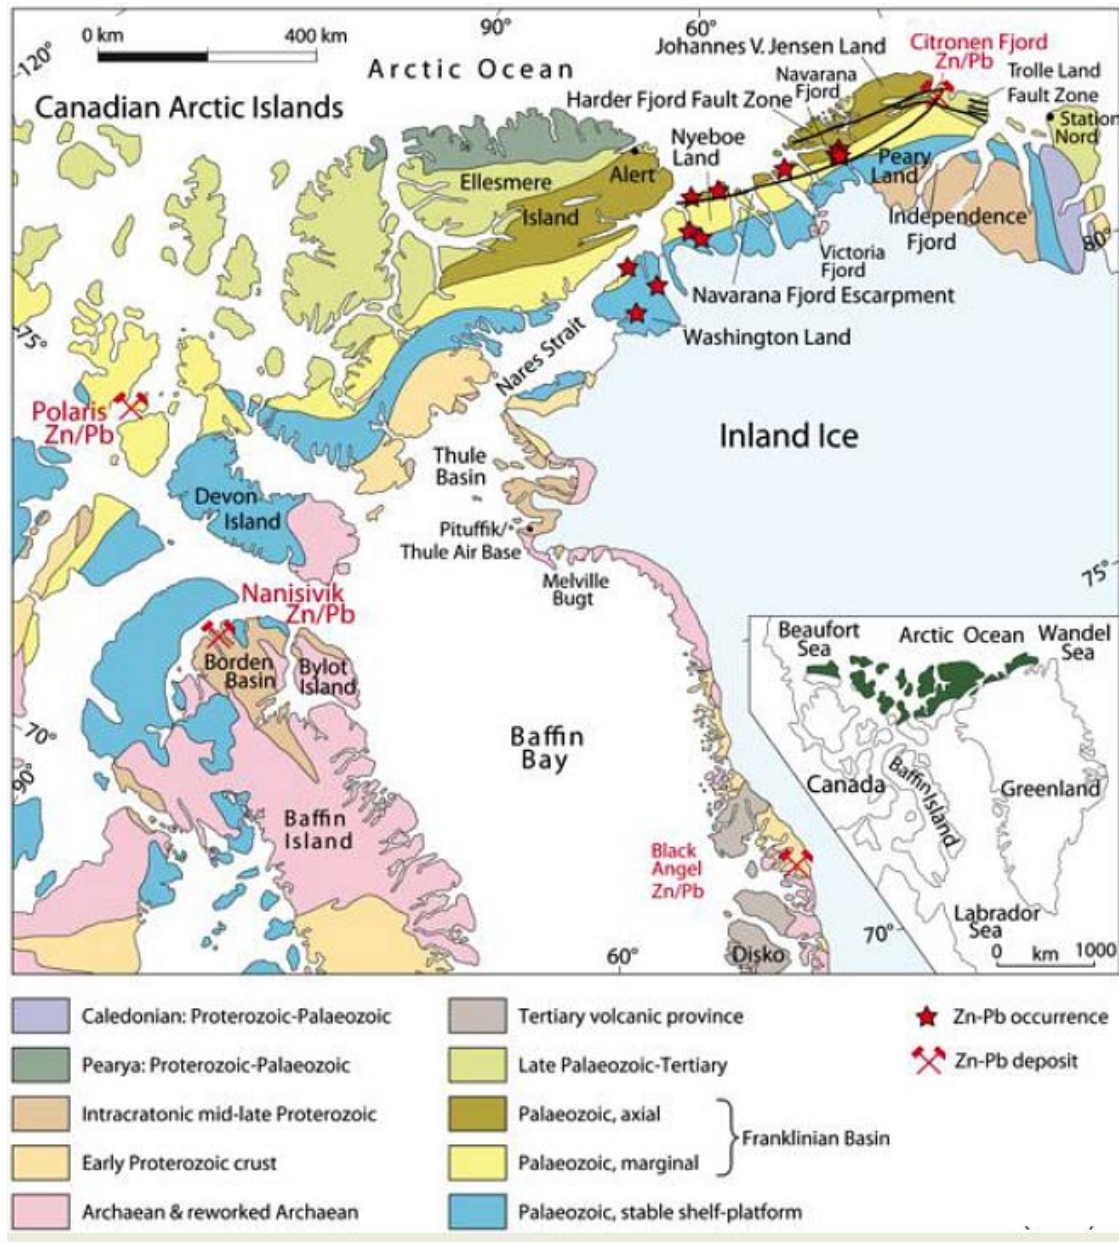 0 km
400 km
90°
60°
120°
Arctic Ocean
Johannes V. Jensen Land
Citronen Fjord
Zn/Pb
Navarana
Fjord
Trolle Land
Fault Zone
Canadian Arctic Islands
Harder Fjord Fault Zone
Station
Nord
Nyeboe
Land
Peary
Land
Alert
Ellesmere
Island
Independence
Fjord
80°
Victoria
Fjord
Navarana Fjord Escarpment
Washington Land
Nares Strait
75°
Polaris
Zn/Pb
Inland Ice
Thule
Basin
Devon
Island
Pituffik/
Thule Air Base
Melville
Bugt
75°
Nanisivik
Zn/Pb
Borden
Basin
Bylot
Island
70°
90°
Baffin
Bay
Baffin
Island
Black
Angel
Zn/Pb
Disko
60°
70°
Beaufort
Sea
Arctic Ocean
Wandel
Sea
Canada
Baffin Island
Greenland
Labrador
Sea
0 km 1000
Caledonian: Proterozoic-Palaeozoic
Pearya: Proterozoic-Palaeozoic
Intracratonic mid-late Proterozoic
Early Proterozoic crust
Archaean & reworked Archaean
Tertiary volcanic province
Late Palaeozoic-Tertiary
Palaeozoic, axial
Palaeozoic, marginal
Franklinian Basin
Palaeozoic, stable shelf-platform
Zn-Pb occurrence
Zn-Pb deposit